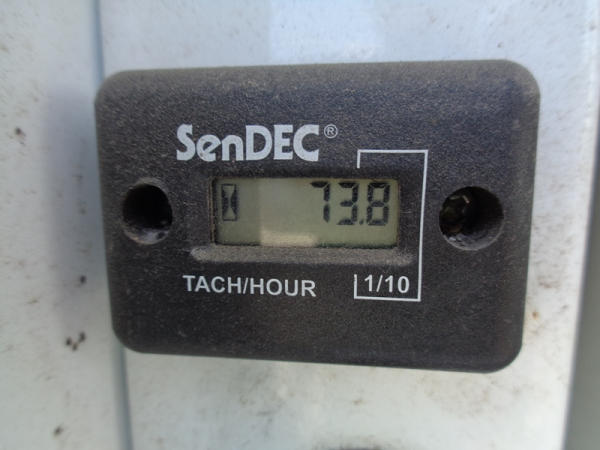 SenDEC®
73.8
TACH/HOUR
1/10